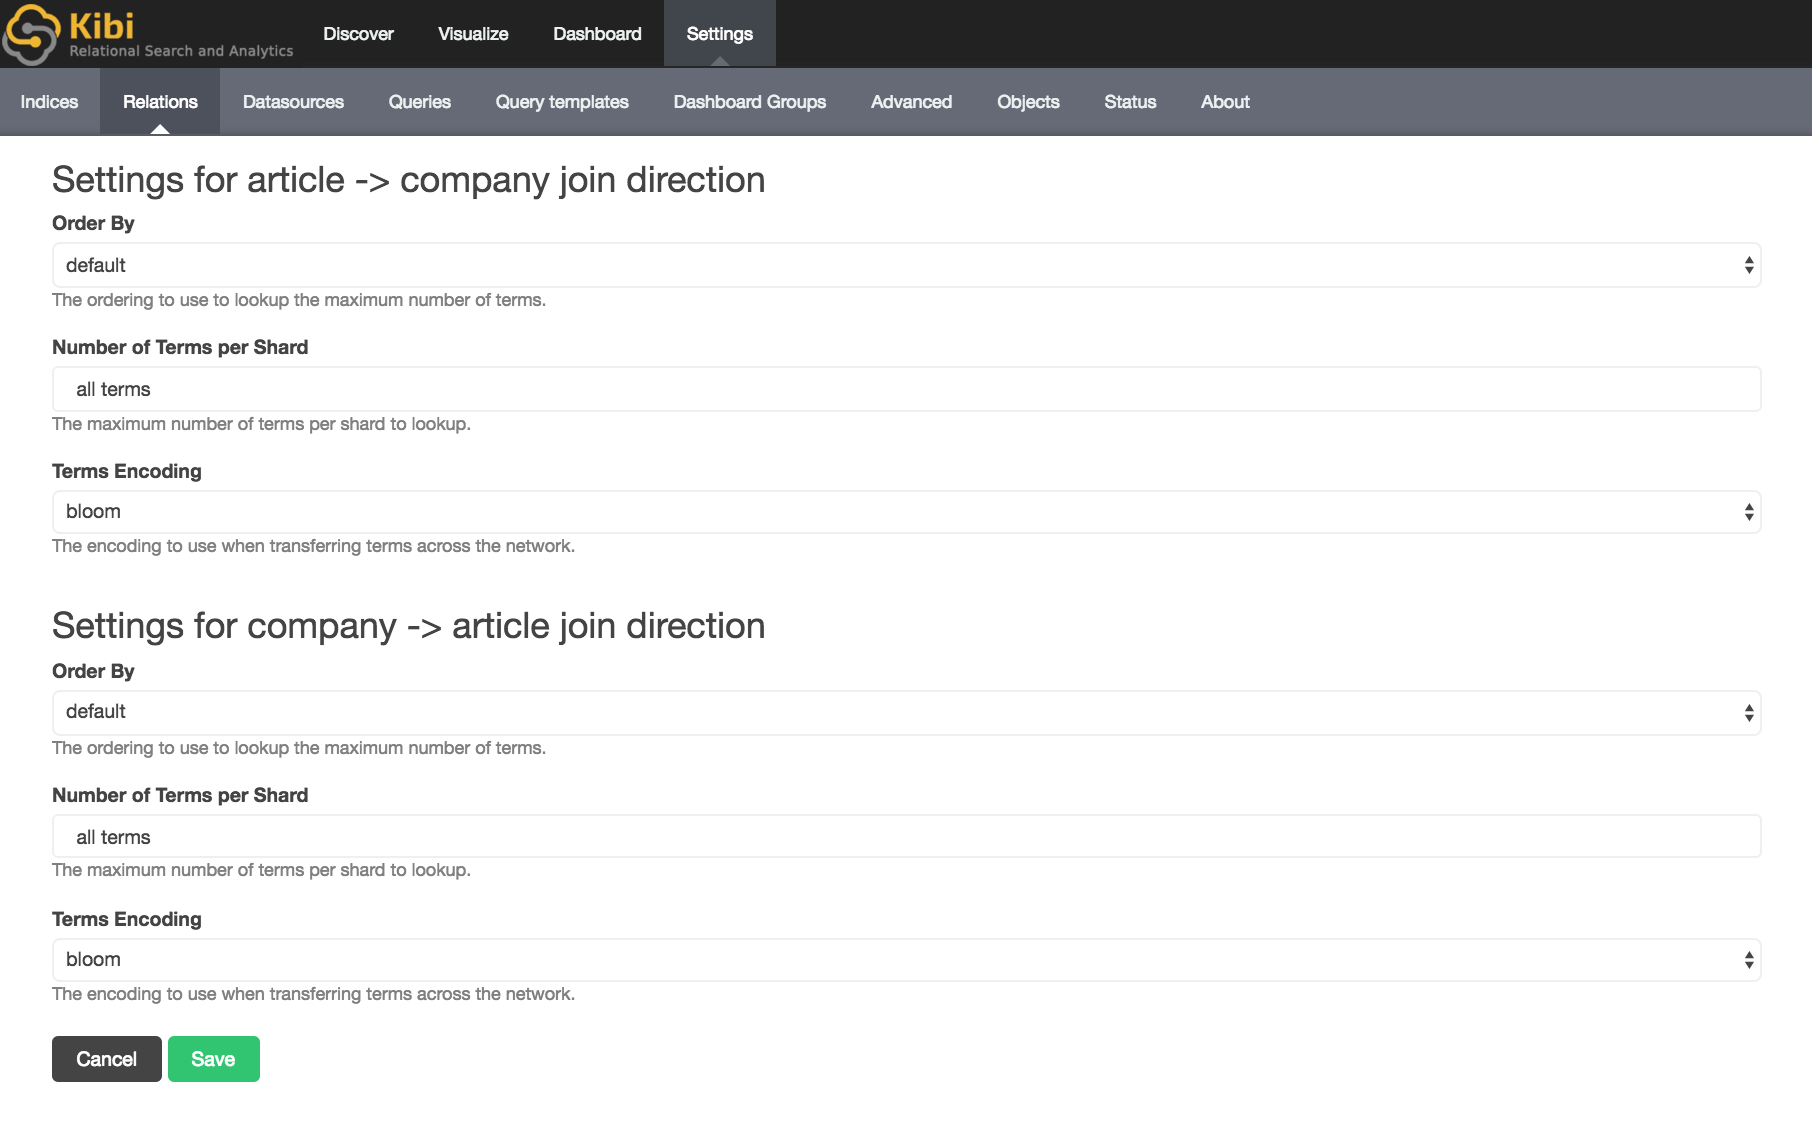 Kibi
Relational Search and Analytics
Discover Visualize Dashboard Settings
Indices Relations Datasources Queries Query templates Dashboard Groups Advanced Objects Status About
Settings for article -> company join direction
Order By
default
The ordering to use to lookup the maximum number of terms.
Number of Terms per Shard
all terms
The maximum number of terms per shard to lookup.
Terms Encoding
bloom
The encoding to use when transferring terms across the network.
Settings for company -> article join direction
Order By
default
The ordering to use to lookup the maximum number of terms.
Number of Terms per Shard
all terms
The maximum number of terms per shard to lookup.
Terms Encoding
bloom
The encoding to use when transferring terms across the network.
Cancel Save